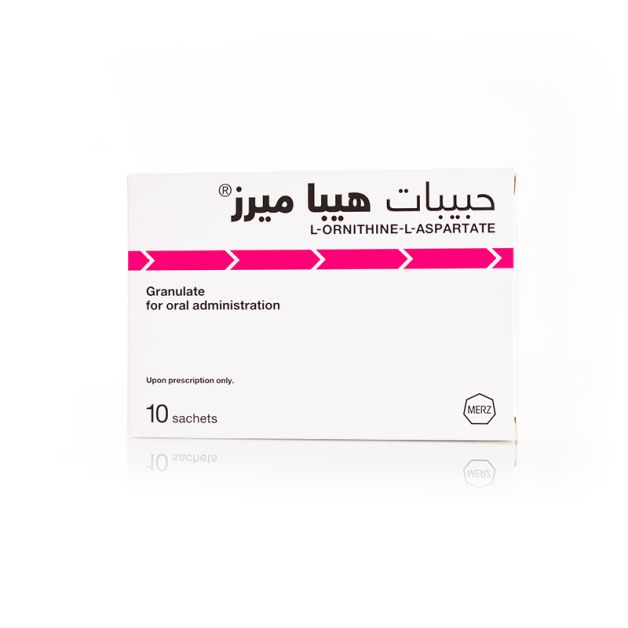 حبيبات هيبا ميرز®
L-ORNITHINE-L-ASPARTATE
Granulate
for oral administration
Upon prescription only.
10 sachets
MERZ